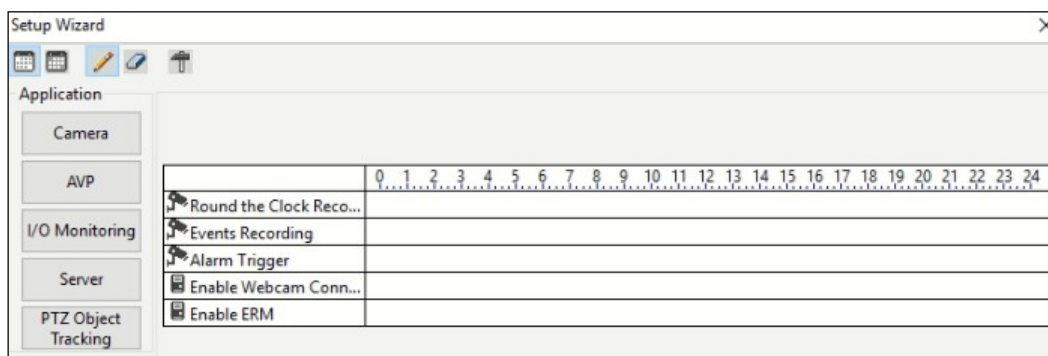 Setup Wizard
Application
Camera
AVP
I/O Monitoring
Server
PTZ Object
Tracking
0 1 2 3 4 5 6 7 8 9 10 11 12 13 14 15 16 17 18 19 20 21 22 23 24
Round the Clock Reco...
Events Recording
Alarm Trigger
Enable Webcam Conn...
Enable ERM